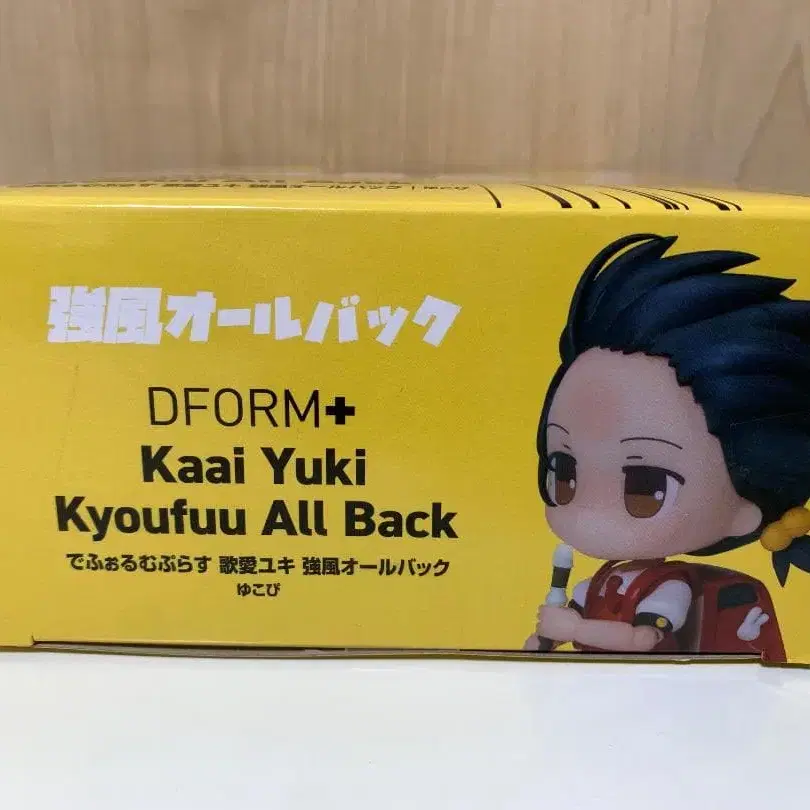 強風オールバック
DFORM+
Kaai Yuki
Kyoufuu All Back
でふぉるむぷらす 歌愛ユキ 強風オールバック
ゆこぴ